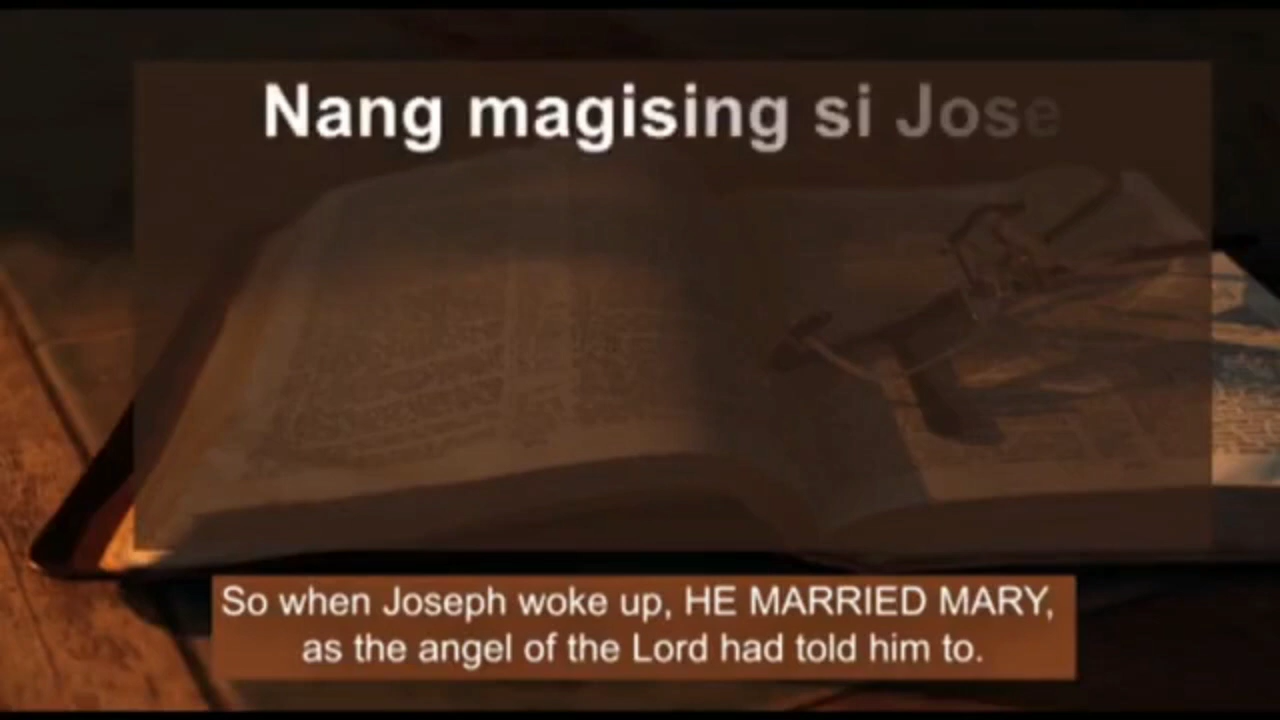 Nang magising si Jose
So when Joseph woke up, HE MARRIED MARY,
as the angel of the Lord had told him to.